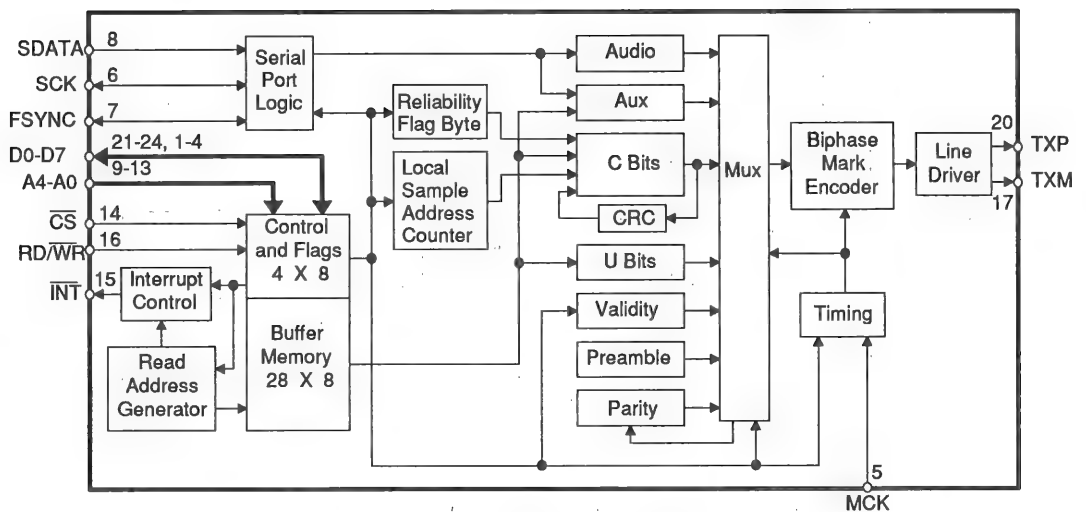 SDATA
8
SCK
6
FSYNC
7
D0-D7
21-24, 1-4
A4-A0
9-13
CS
14
RD/WR
16
INT
15
Serial
Port
Logic
Control
and Flags
4 X 8
Buffer
Memory
28 X 8
Interrupt
Control
Read
Address
Generator
Reliability
Flag Byte
Local
Sample
Address
Counter
Audio
Aux
C Bits
CRC
U Bits
Validity
Preamble
Parity
Mux
Biphase
Mark
Encoder
Line
Driver
Timing
20
TXP
TXM
17
5
MCK